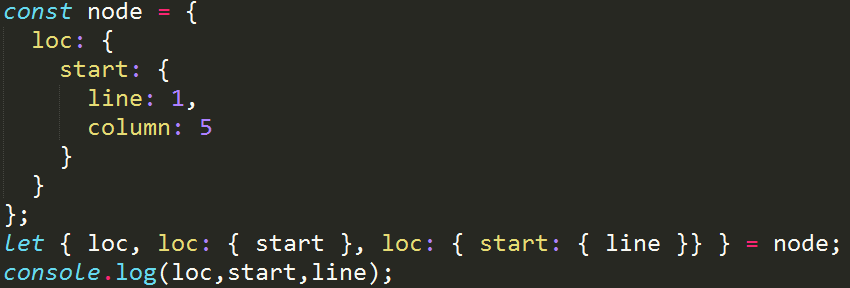 const node = {
  loc: {
    start: {
      line: 1,
      column: 5
    }
  }
};
let { loc, loc: { start }, loc: { start: { line }} } = node;
console.log(loc,start,line);